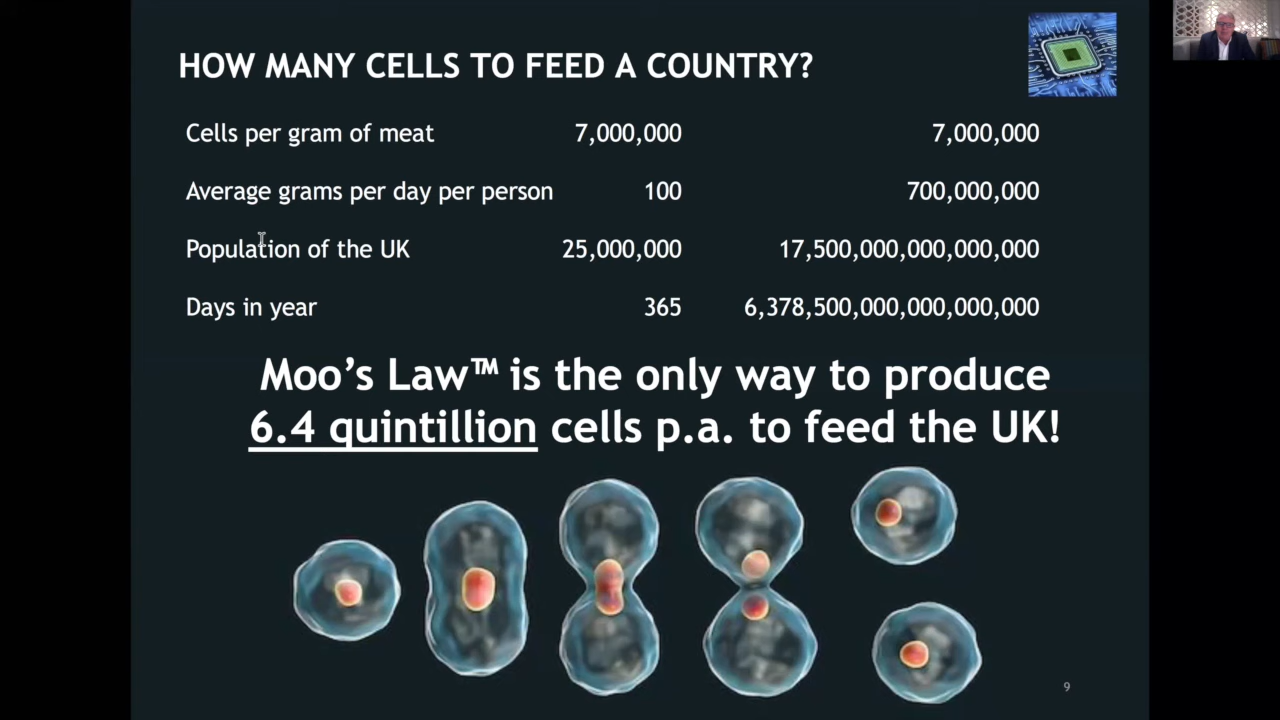 HOW MANY CELLS TO FEED A COUNTRY?
Cells per gram of meat 7,000,000 7,000,000
Average grams per day per person 100 700,000,000
Population of the UK 25,000,000 17,500,000,000,000,000
Days in year 365 6,378,500,000,000,000,000
Moo's Law™ is the only way to produce
6.4 quintillion cells p.a. to feed the UK!
9